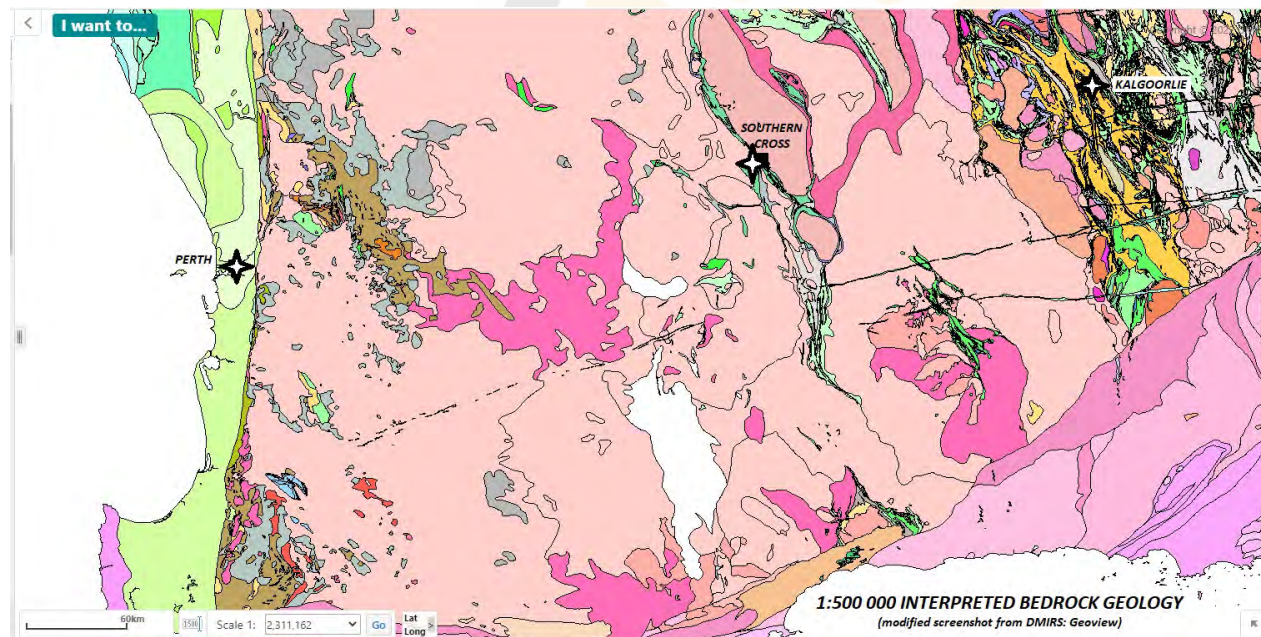 I want to...
KALGOORLIE
SOUTHERN
CROSS
PERTH
1:500 000 INTERPRETED BEDROCK GEOLOGY
(modified screenshot from DMIRS: Geoview)
60km
Scale 1:
2,311,162
Go
Lat
Long
>